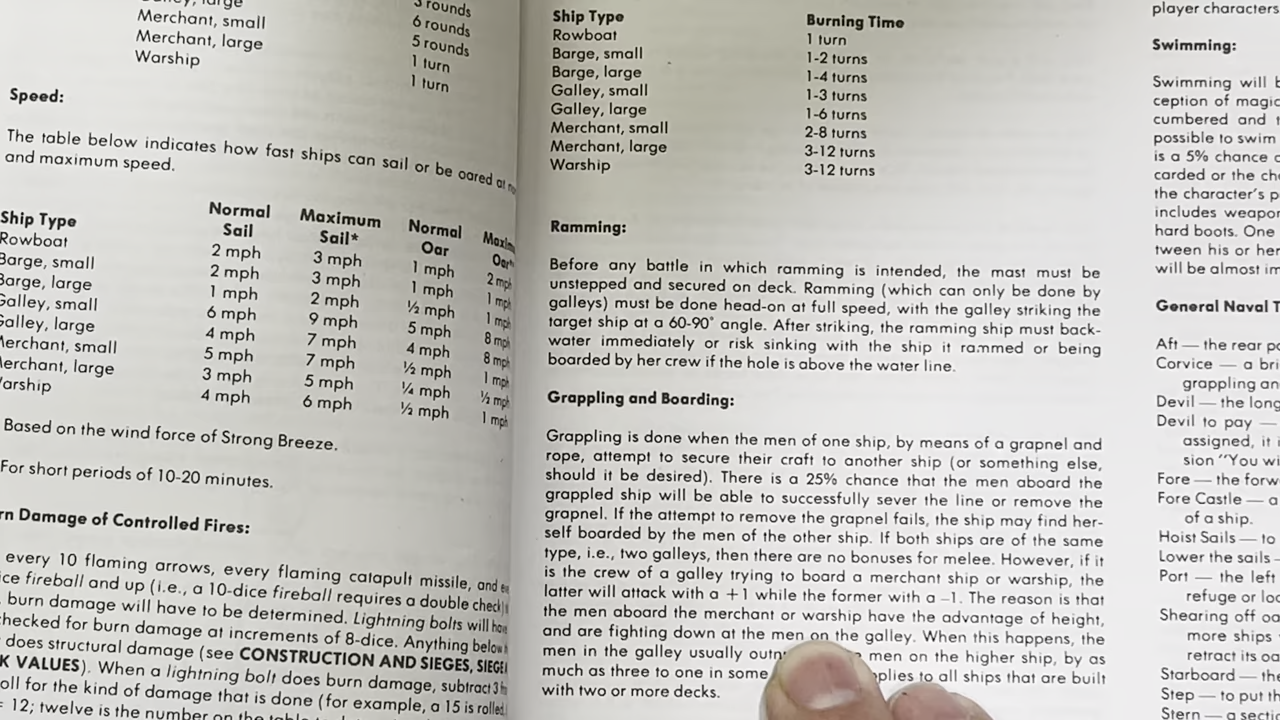 large
3 rounds
Merchant, small
6 rounds
Merchant, large
5 rounds
Warship
1 turn
1 turn
Speed:
The table below indicates how fast ships can sail or be oared at
and maximum speed.
Ship Type Normal Sail Maximum Sail* Normal Oar
Rowboat 2 mph 3 mph 1 mph 2 mph
Barge, small 2 mph 3 mph 1 mph 1 mph
Barge, large 1 mph 2 mph ½ mph 1 mph
Galley, small 6 mph 9 mph 5 mph 8 mph
Galley, large 4 mph 7 mph 4 mph 8 mph
Merchant, small 5 mph 7 mph ½ mph 1 mph
Merchant, large 3 mph 5 mph ¼ mph ½ mph
Warship 4 mph 6 mph ½ mph 1 mph
Based on the wind force of Strong Breeze.
For short periods of 10-20 minutes.
Damage of Controlled Fires:
every 10 flaming arrows, every flaming catapult missile, and
fireball and up (i.e., a 10-dice fireball requires a double check)
burn damage will have to be determined. Lightning bolts will
checked for burn damage at increments of 8-dice. Anything
does structural damage (see CONSTRUCTION AND SIEGES, SIEGE
VALUES). When a lightning bolt does burn damage, subtract 3
for the kind of damage that is done (for example, a 15 is rolled
= 12; twelve is the number on the table
Ship Type Burning Time
Rowboat 1 turn
Barge, small 1-2 turns
Barge, large 1-4 turns
Galley, small 1-3 turns
Galley, large 1-6 turns
Merchant, small 2-8 turns
Merchant, large 3-12 turns
Warship 3-12 turns
Ramming:
Before any battle in which ramming is intended, the mast must be
unstepped and secured on deck. Ramming (which can only be done by
galleys) must be done head-on at full speed, with the galley striking the
target ship at a 60-90° angle. After striking, the ramming ship must back-
water immediately or risk sinking with the ship it rammed or being
boarded by her crew if the hole is above the water line.
Grappling and Boarding:
Grappling is done when the men of one ship, by means of a grapnel and
rope, attempt to secure their craft to another ship (or something else,
should it be desired). There is a 25% chance that the men aboard the
grappled ship will be able to successfully sever the line or remove the
grapnel. If the attempt to remove the grapnel fails, the ship may find her-
self boarded by the men of the other ship. If both ships are of the same
type, i.e., two galleys, then there are no bonuses for melee. However, if it
is the crew of a galley trying to board a merchant ship or warship, the
latter will attack with a +1 while the former with a -1. The reason is that
the men aboard the merchant or warship have the advantage of height,
and are fighting down at the men on the galley. When this happens, the
men in the galley usually men on the higher ship, by as
much as three to one in some to all ships that are built
with two or more decks.
player characters
Swimming:
Swimming will
ception of
cumbered and
possible to swim
is a 5% chance
carded or the
the character's
includes
hard boots. One
tween his or her
will be almost
General Naval
Aft — the rear
Corvice — a
grappling
Devil — the long
Devil to pay —
assigned, it
sion "You
Fore — the
Fore Castle — a
of a ship.
Hoist Sails — to
Lower the sails —
Port — the left
refuge or
Shearing off
more ships
retract its
Starboard — the
Step — to put
Stern — a